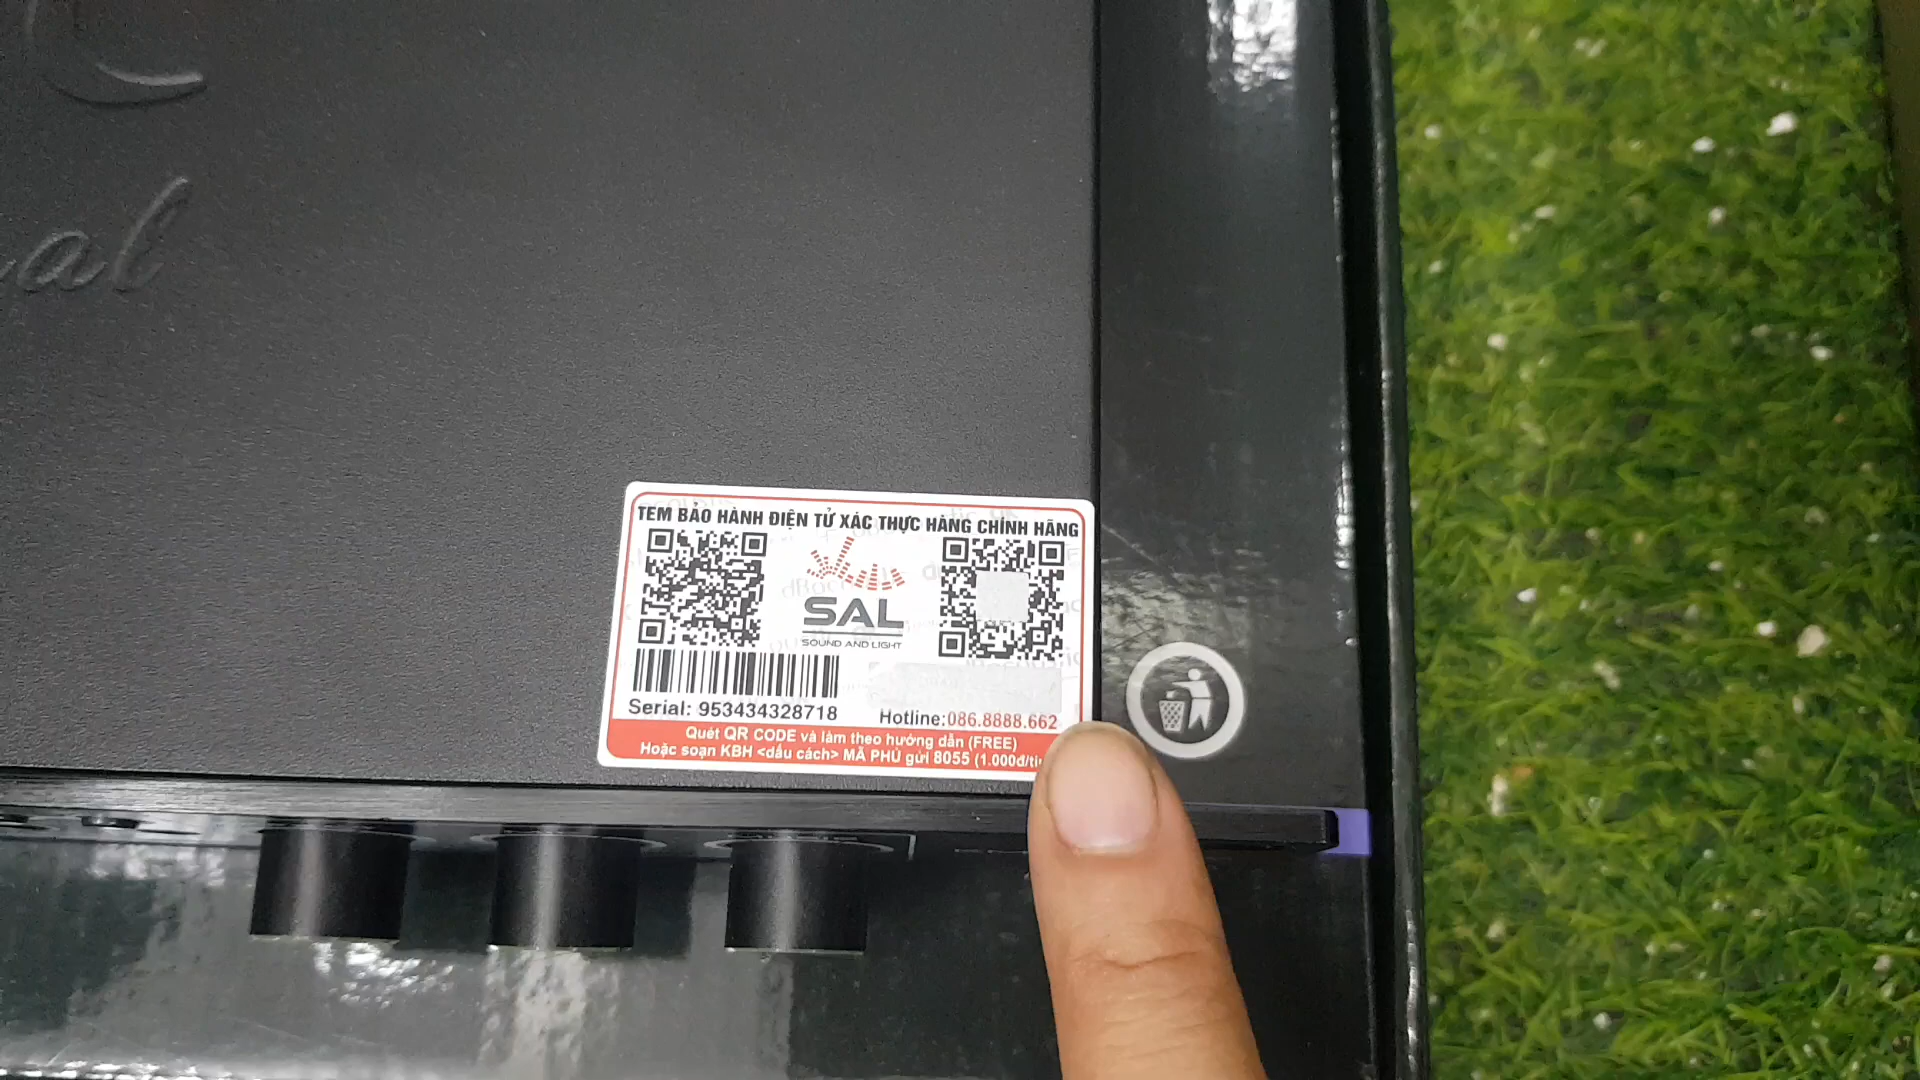 al
TEM BẢO HÀNH ĐIỆN TỬ XÁC THỰC HÀNG CHÍNH HÃNG
SAL
SOUND AND LIGHT
Serial: 953434328718
Hotline:086.8888.662
Quét QR CODE và làm theo hướng dẫn (FREE)
Hoặc soạn KBH <dấu cách> MÃ PHỦ gửi 8055 (1.000đ/ti